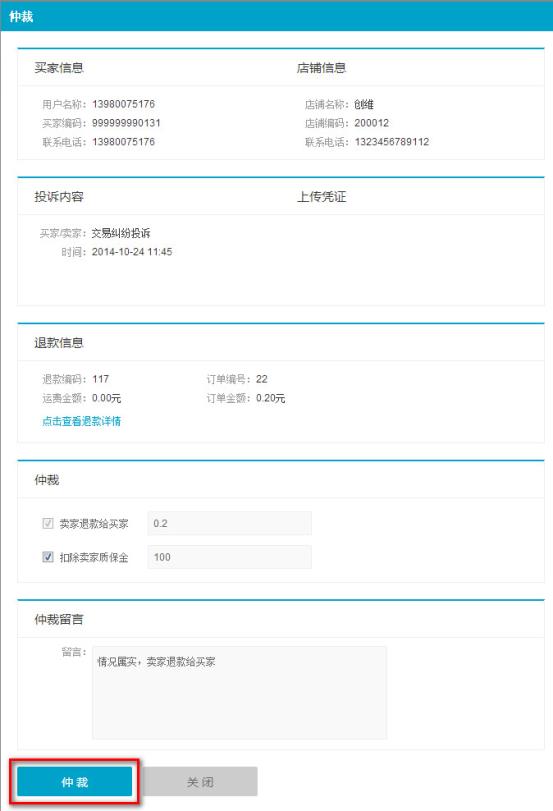 仲裁
买家信息
店铺信息
用户名称：13980075176
店铺名称：创维
买家编码：999999990131
店铺编码：200012
联系电话：13980075176
联系电话：1323456789112
投诉内容
上传凭证
买家/卖家：交易纠纷投诉
时间：2014-10-24 11:45
退款信息
退款编码：117
订单编号：22
运费金额：0.00元
订单金额：0.20元
点击查看退款详情
仲裁
卖家退款给买家 0.2
扣除卖家质保金 100
仲裁留言
留言：情况属实，卖家退款给买家
仲 裁
关 闭